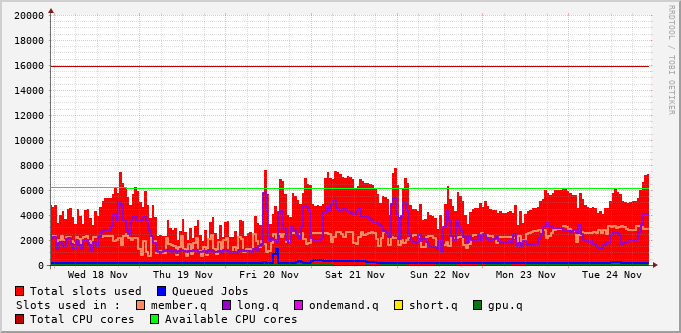 20000
18000
16000
14000
12000
10000
8000
6000
4000
2000
0
Wed 18 Nov Thu 19 Nov Fri 20 Nov Sat 21 Nov Sun 22 Nov Mon 23 Nov Tue 24 Nov
RRDTOOL / TOBI OETIKER
Total slots used Queued Jobs
Slots used in : member.q long.q ondemand.q short.q gpu.q
Total CPU cores Available CPU cores